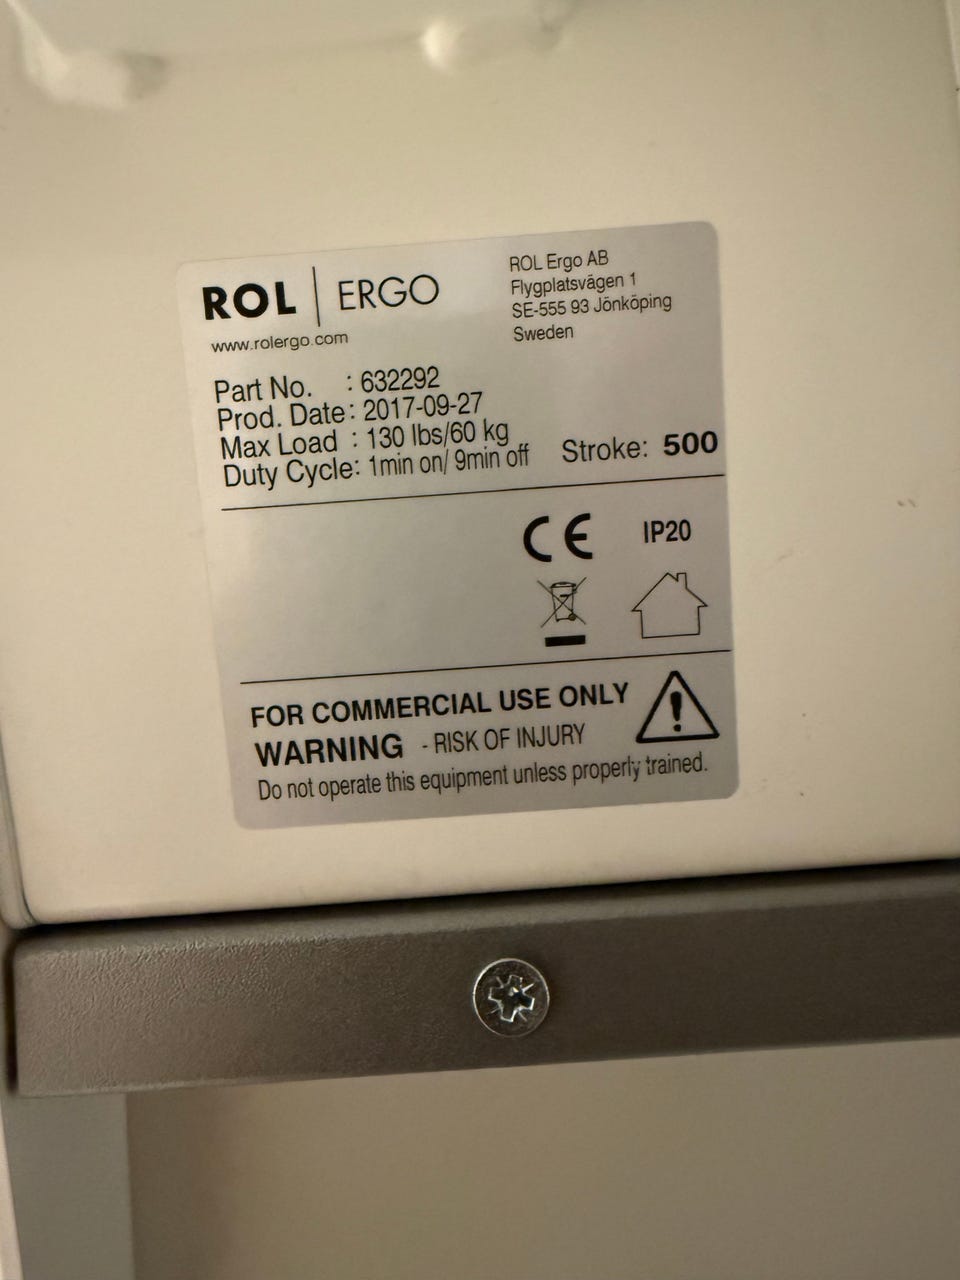 ROL | ERGO
www.rolergo.com
ROL Ergo AB
Flygplatsvägen 1
SE-555 93 Jönköping
Sweden
Part No. : 632292
Prod. Date : 2017-09-27
Max Load : 130 lbs/60 kg
Duty Cycle: 1min on/ 9min off Stroke: 500
CE IP20
FOR COMMERCIAL USE ONLY
WARNING - RISK OF INJURY
Do not operate this equipment unless properly trained.